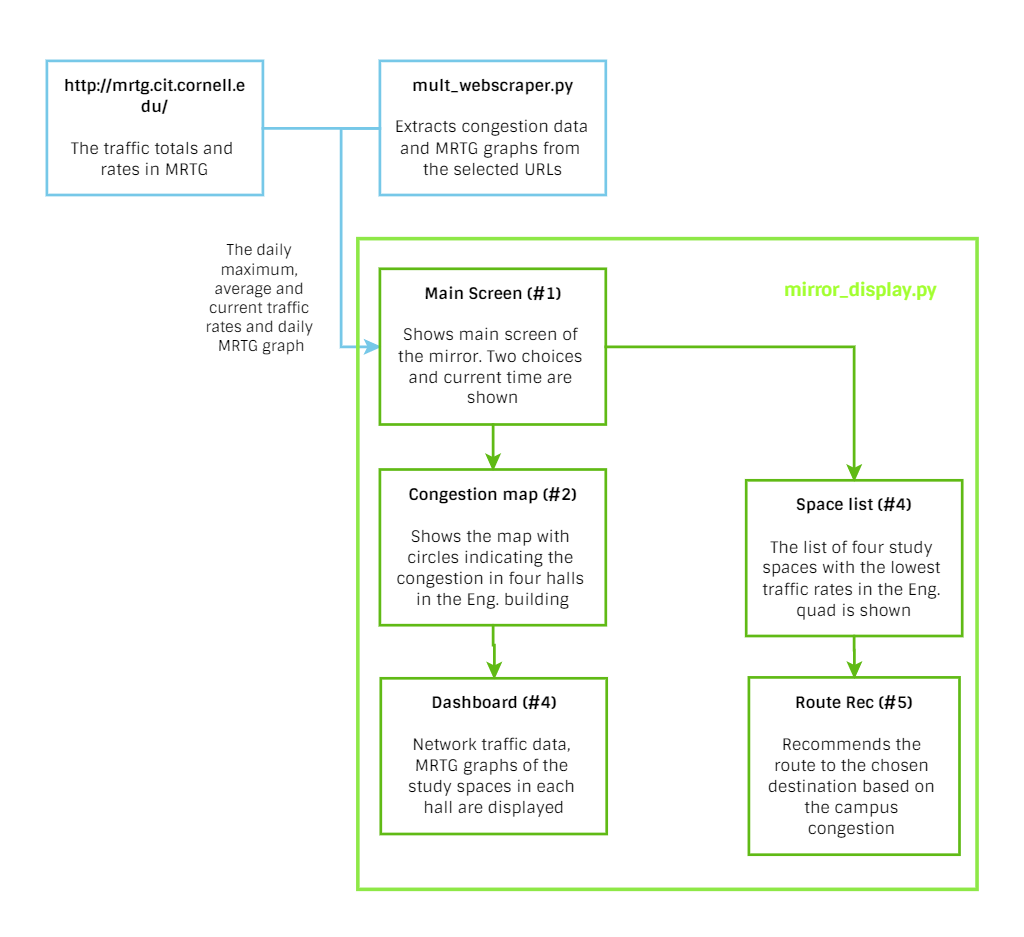 http://mrtg.cit.cornell.e
du/
The traffic totals and
rates in MRTG
mult_webscraper.py
Extracts congestion data
and MRTG graphs from
the selected URLs
The daily
maximum,
average and
current traffic
rates and daily
MRTG graph
mirror_display.py
Main Screen (#1)
Shows main screen of
the mirror. Two choices
and current time are
shown
Congestion map (#2)
Shows the map with
circles indicating the
congestion in four halls
in the Eng. building
Space list (#4)
The list of four study
spaces with the lowest
traffic rates in the Eng.
quad is shown
Dashboard (#4)
Network traffic data,
MRTG graphs of the
study spaces in each
hall are displayed
Route Rec (#5)
Recommends the
route to the chosen
destination based on
the campus
congestion